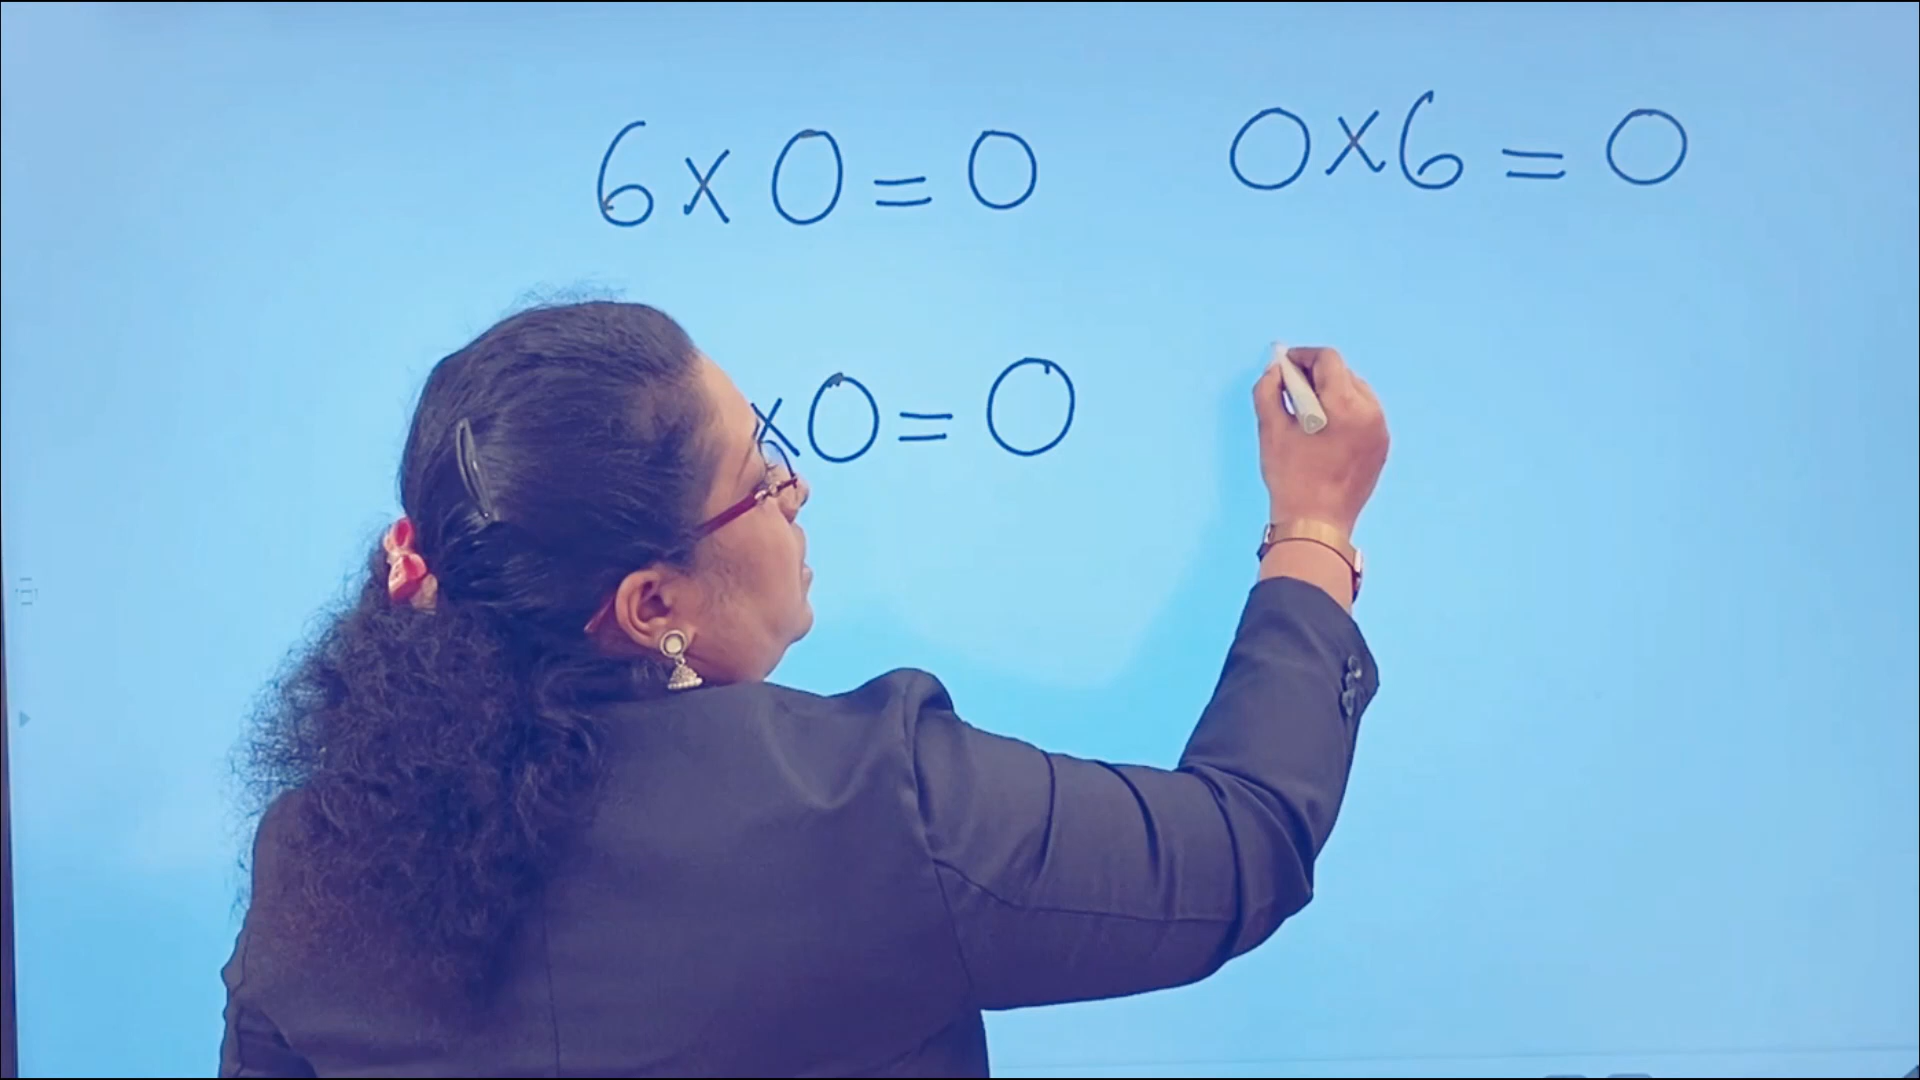 6 x 0 = 0
0 x 6 = 0
x 0 = 0